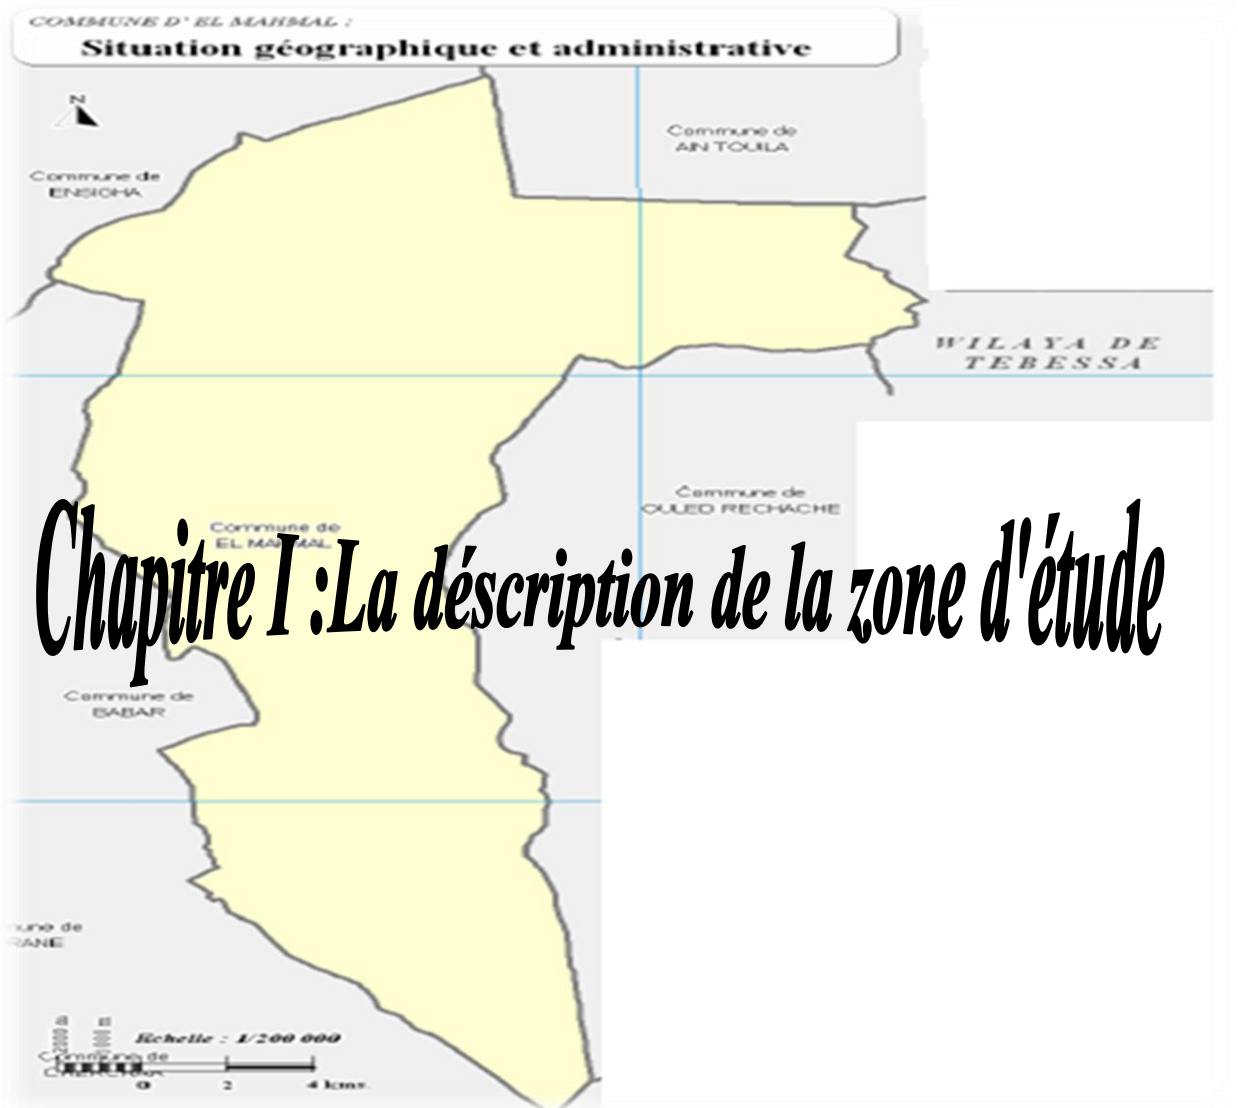 COMMUNE D' EL MAHMAL :
Situation géographique et administrative
N
Commune de
AIN TOUILA
Commune de
ENSIGHA
WILAYA DE
TEBESSA
Commune de
OULED RECHACHE
Commune de
EL MAHMAL
Chapitre I :La déscription de la zone d'étude
Commune de
BABAR
Echelle : 1/200 000
Commune de
0 2 4 kms